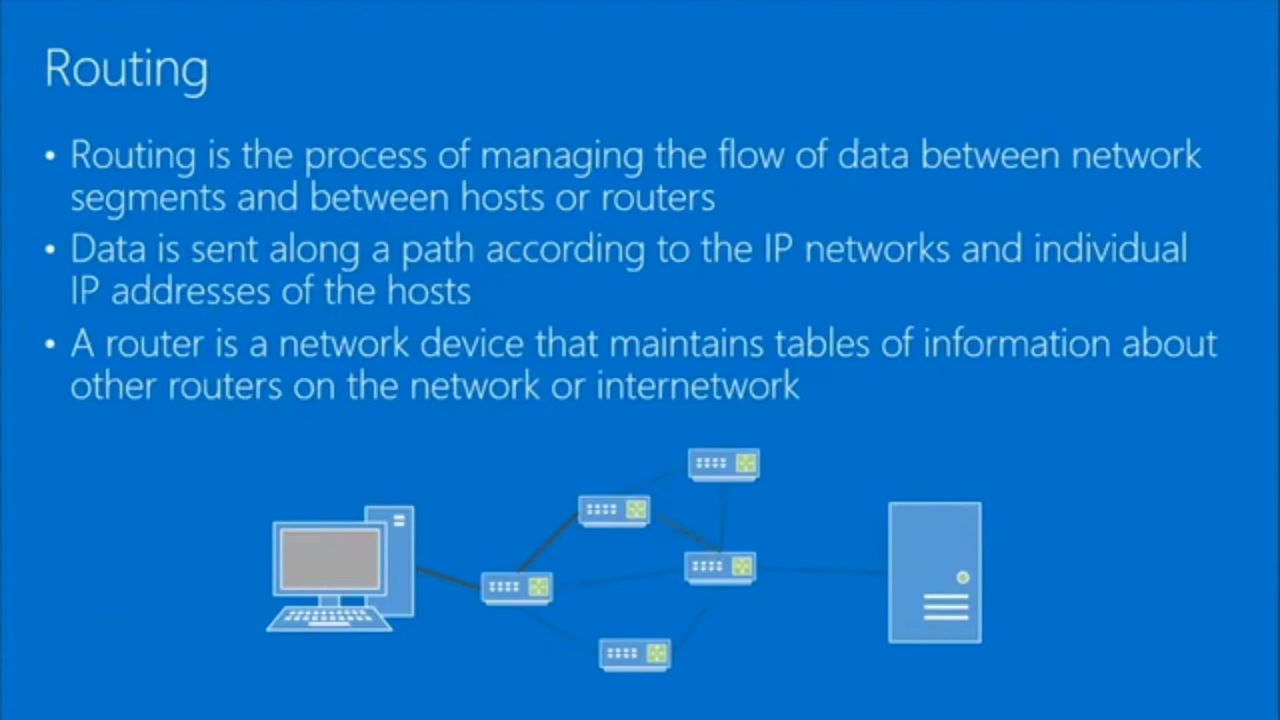 Routing
• Routing is the process of managing the flow of data between network
segments and between hosts or routers
• Data is sent along a path according to the IP networks and individual
IP addresses of the hosts
• A router is a network device that maintains tables of information about
other routers on the network or internetwork